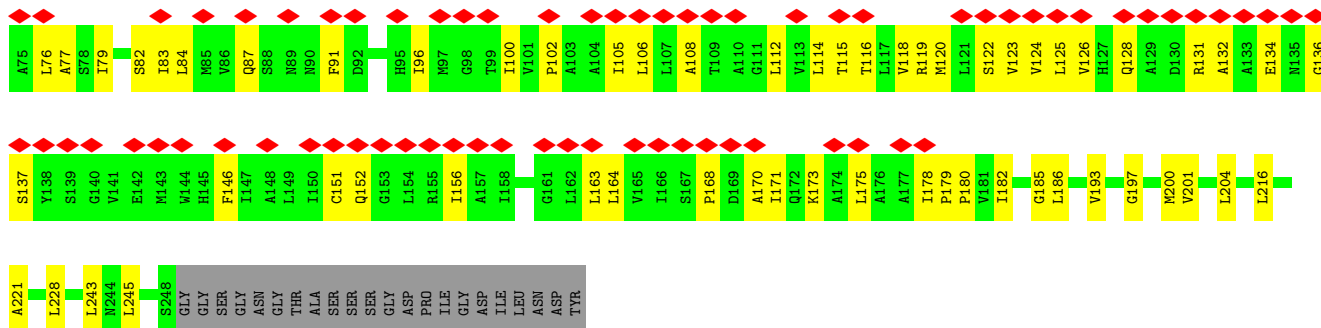 A75 L76 A77 S78 I79 S82 I83 L84 M85 V86 Q87 S88 N89 N90 F91 D92 H95 I96 M97 G98 T99 I100 V101 P102 A103 A104 I105 L106 L107 A108 T109 A110 G111 L112 V113 L114 T115 T116 L117 V118 R119 M120 L121 S122 V123 V124 L125 V126 H127 Q128 A129 D130 R131 A132 A133 E134 N135 G136
S137 Y138 S139 G140 V141 E142 M143 W144 H145 F146 I147 A148 L149 I150 C151 Q152 G153 L154 R155 I156 A157 I158 G161 L162 L163 L164 V165 I166 S167 P168 D169 A170 I171 Q172 K173 A174 L175 A176 A177 I178 P179 P180 V181 I182 G185 L186 V193 G197 M200 V201 L204 L216
A221 L228 L243 N244 L245 S248 GLY GLY SER GLY ASN GLY THR ALA SER SER SER GLY ASP PRO ILE GLY ASP ILE LEU ASN ASP TYR